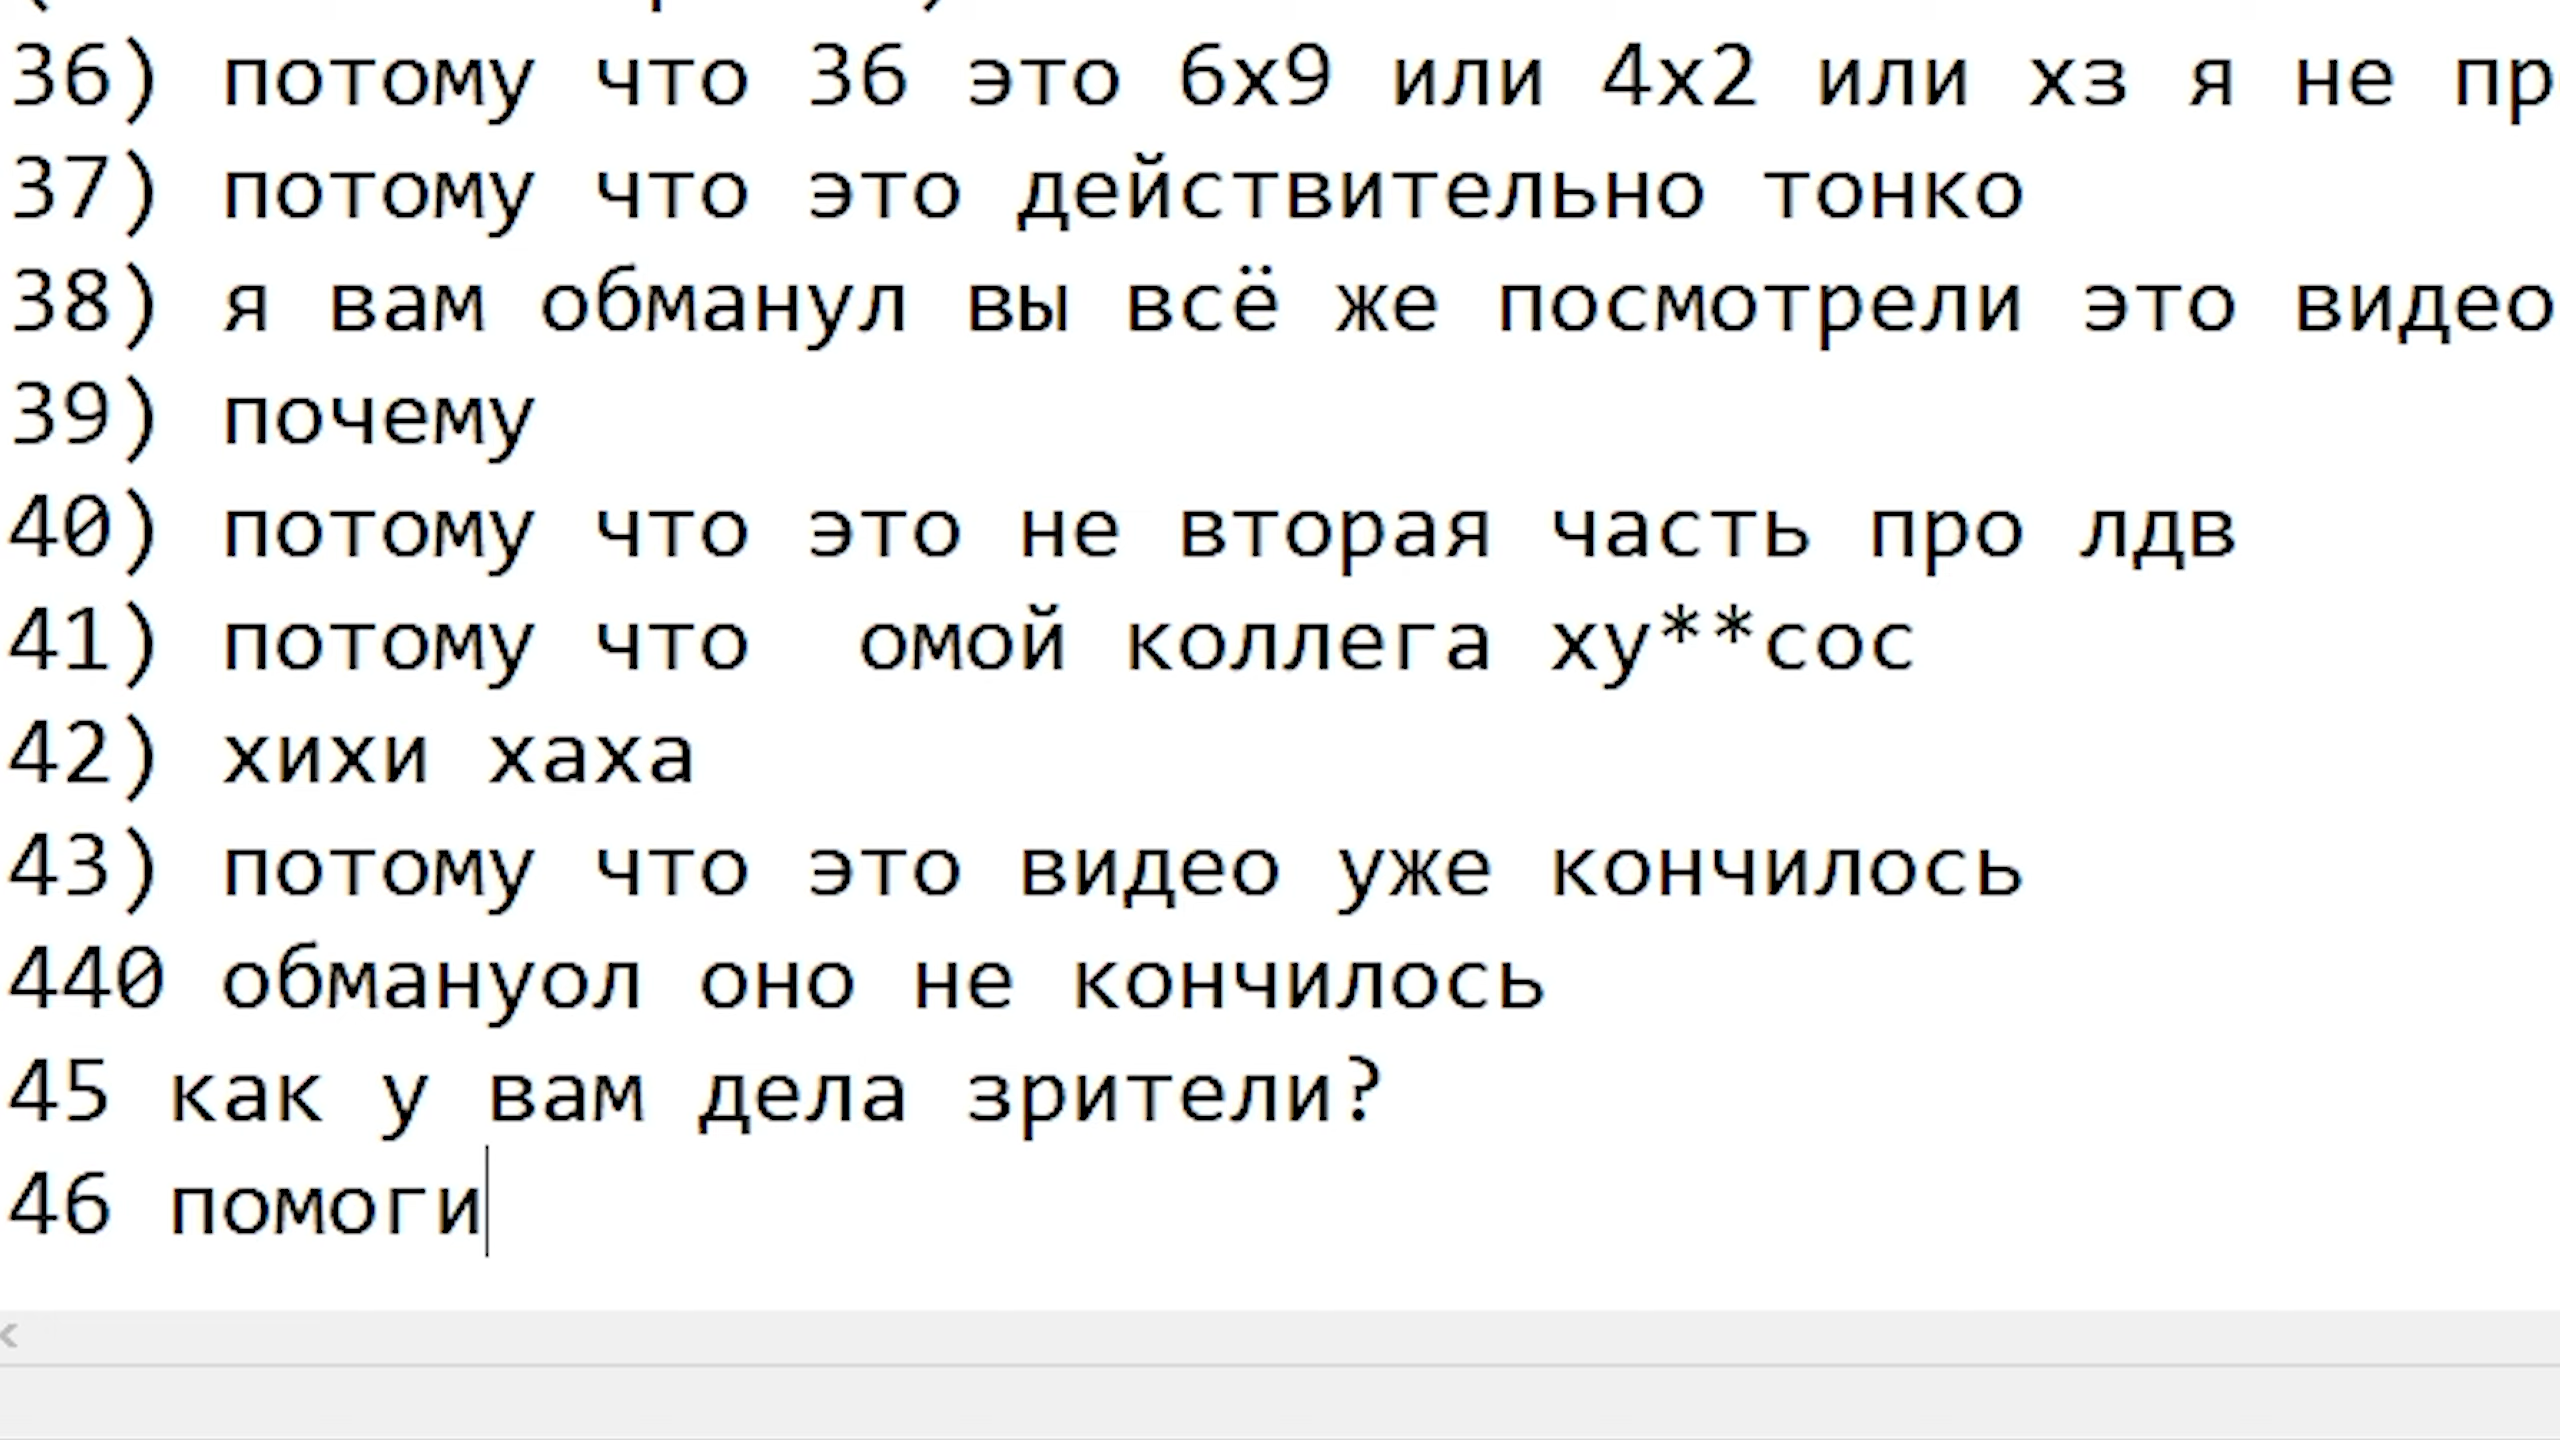 36) потому что 36 это 6х9 или 4х2 или хз я не пр
37) потому что это действительно тонко
38) я вам обманул вы всё же посмотрели это видео
39) почему
40) потому что это не вторая часть про лдв
41) потому что  омой коллега ху**сос
42) хихи хаха
43) потому что это видео уже кончилось
440 обмануол оно не кончилось
45 как у вам дела зрители?
46 помоги